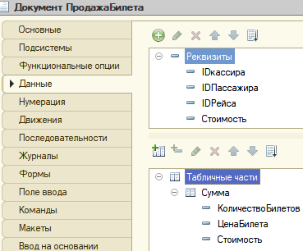 Документ ПродажаБилета
Основные
Подсистемы
Функциональные опции
Данные
Нумерация
Движения
Последовательности
Журналы
Формы
Поле ввода
Команды
Макеты
Ввод на основании
Реквизиты
IDкассира
IDПассажира
IDРейса
Стоимость
Табличные части
Сумма
КоличествоБилетов
ЦенаБилета
Стоимость